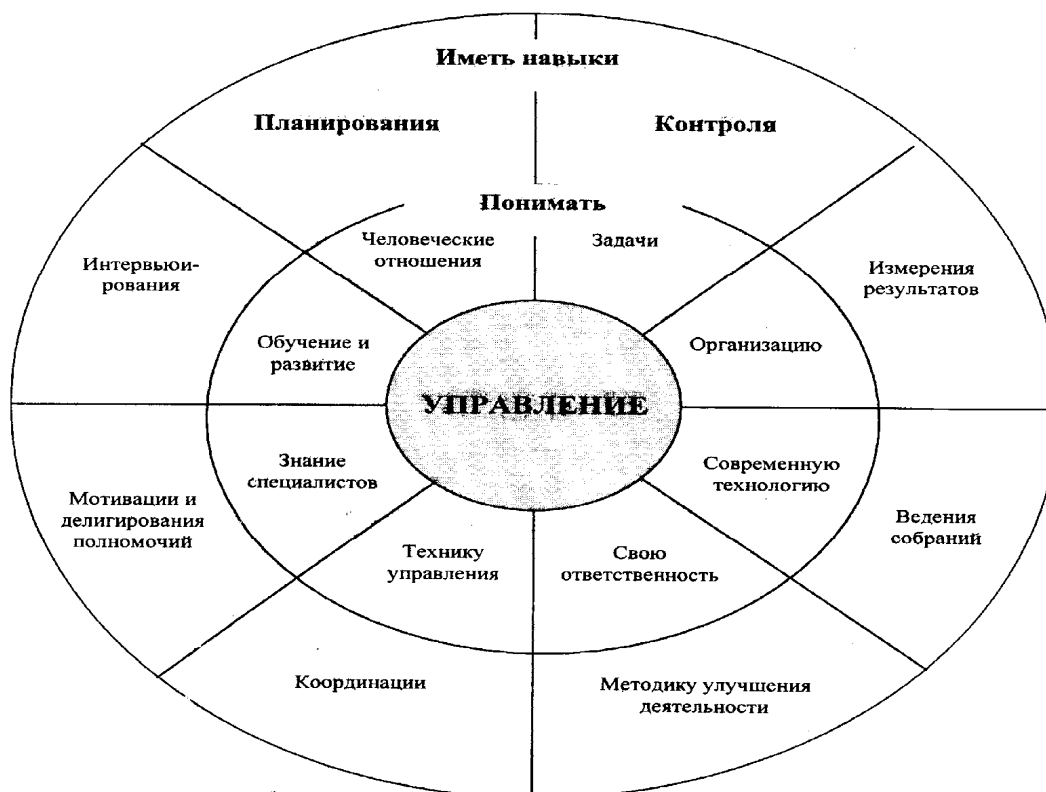 Иметь навыки
Планирования
Контроля
Понимать
Человеческие
отношения
Задачи
Интервьюи-
рования
Измерения
результатов
Обучение и
развитие
Организацию
УПРАВЛЕНИЕ
Знание
специалистов
Современную
технологию
Мотивации и
делигирования
полномочий
Ведения
собраний
Технику
управления
Свою
ответственность
Координации
Методику улучшения
деятельности